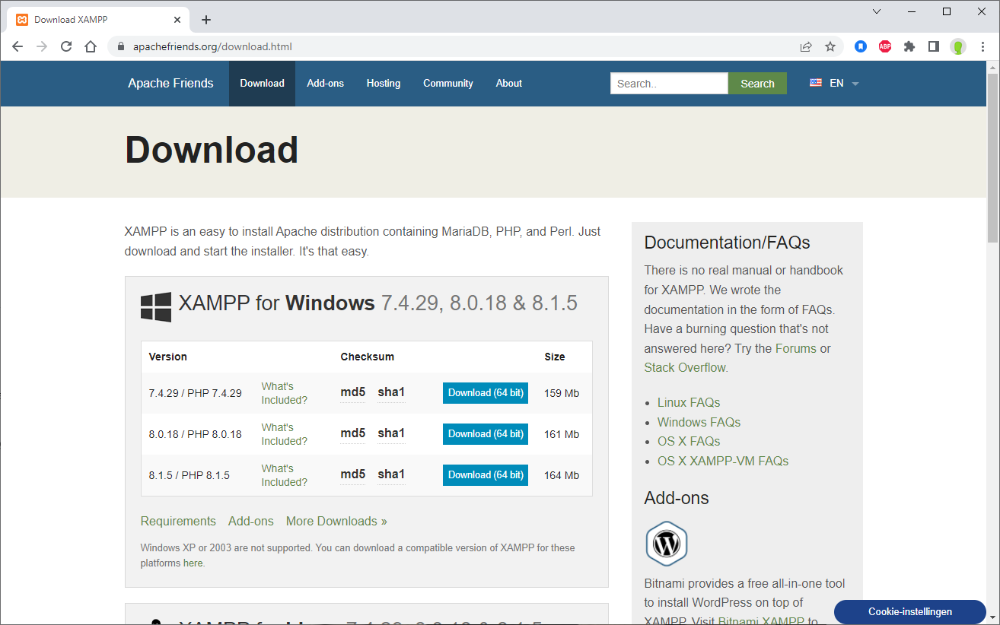 Download XAMPP
apachefriends.org/download.html
ABP
Apache Friends
Download
Add-ons
Hosting
Community
About
Search..
Search
EN
Download
XAMPP is an easy to install Apache distribution containing MariaDB, PHP, and Perl. Just
download and start the installer. It's that easy.
XAMPP for Windows 7.4.29, 8.0.18 & 8.1.5
Version Checksum Size
7.4.29 / PHP 7.4.29 What's Included? md5 sha1 Download (64 bit) 159 Mb
8.0.18 / PHP 8.0.18 What's Included? md5 sha1 Download (64 bit) 161 Mb
8.1.5 / PHP 8.1.5 What's Included? md5 sha1 Download (64 bit) 164 Mb
Requirements Add-ons More Downloads »
Windows XP or 2003 are not supported. You can download a compatible version of XAMPP for these
platforms here.
Documentation/FAQs
There is no real manual or handbook
for XAMPP. We wrote the
documentation in the form of FAQs.
Have a burning question that's not
answered here? Try the Forums or
Stack Overflow.
Linux FAQs
Windows FAQs
OS X FAQs
OS X XAMPP-VM FAQs
Add-ons
Bitnami provides a free all-in-one tool
to install WordPress on top of
XAMPP. Visit Bitnami XAMPP to
Cookie-instellingen